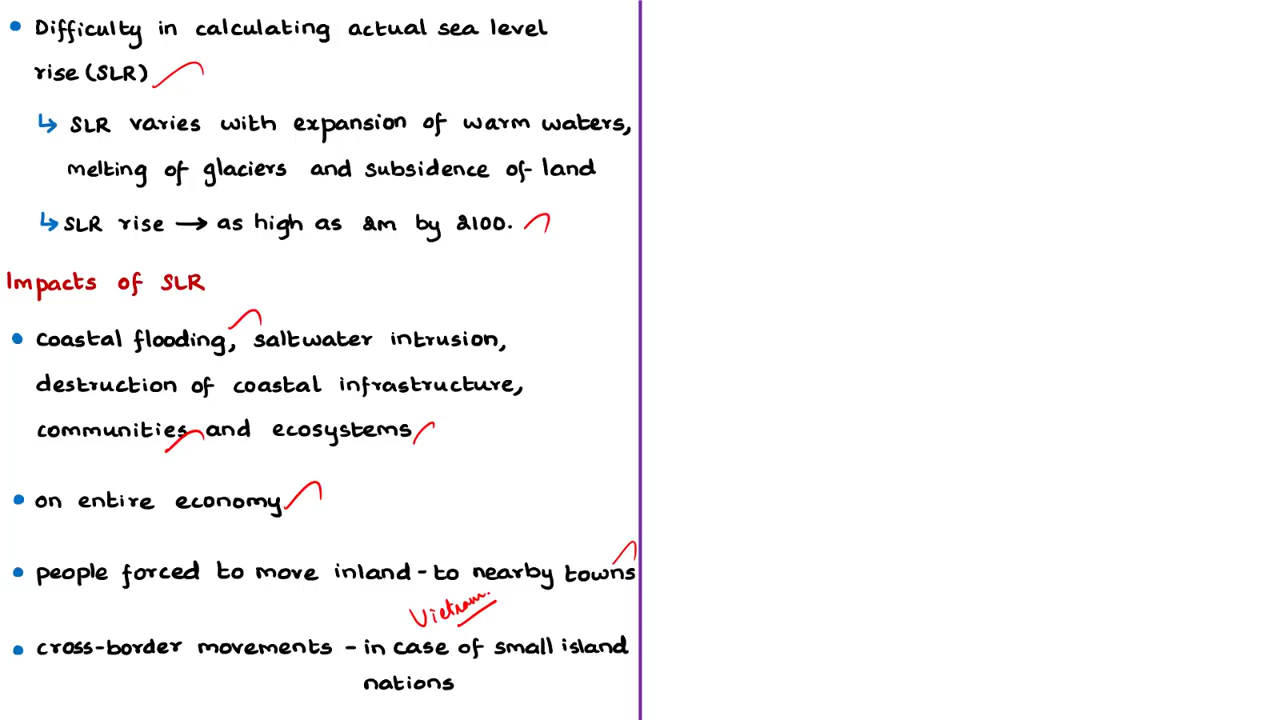 • Difficulty in calculating actual sea level
rise (SLR)
↳ SLR varies with expansion of warm waters,
melting of glaciers and subsidence of land
↳ SLR rise → as high as 2m by 2100.
Impacts of SLR
• Coastal flooding, saltwater intrusion,
destruction of coastal infrastructure,
communities and ecosystems
• on entire economy
• people forced to move inland - to nearby towns
Vietnam.
• cross-border movements - in case of small island
nations